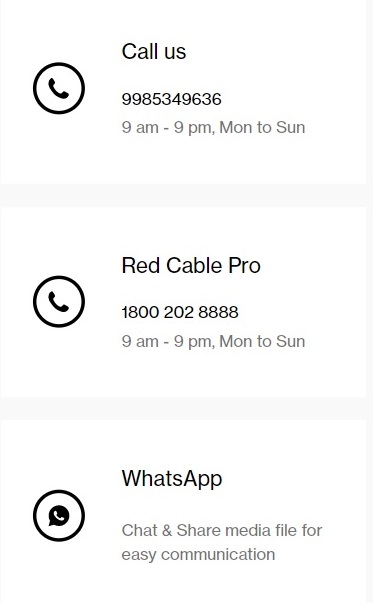 Call us
9985349636
9 am - 9 pm, Mon to Sun
Red Cable Pro
1800 202 8888
9 am - 9 pm, Mon to Sun
WhatsApp
Chat & Share media file for
easy communication